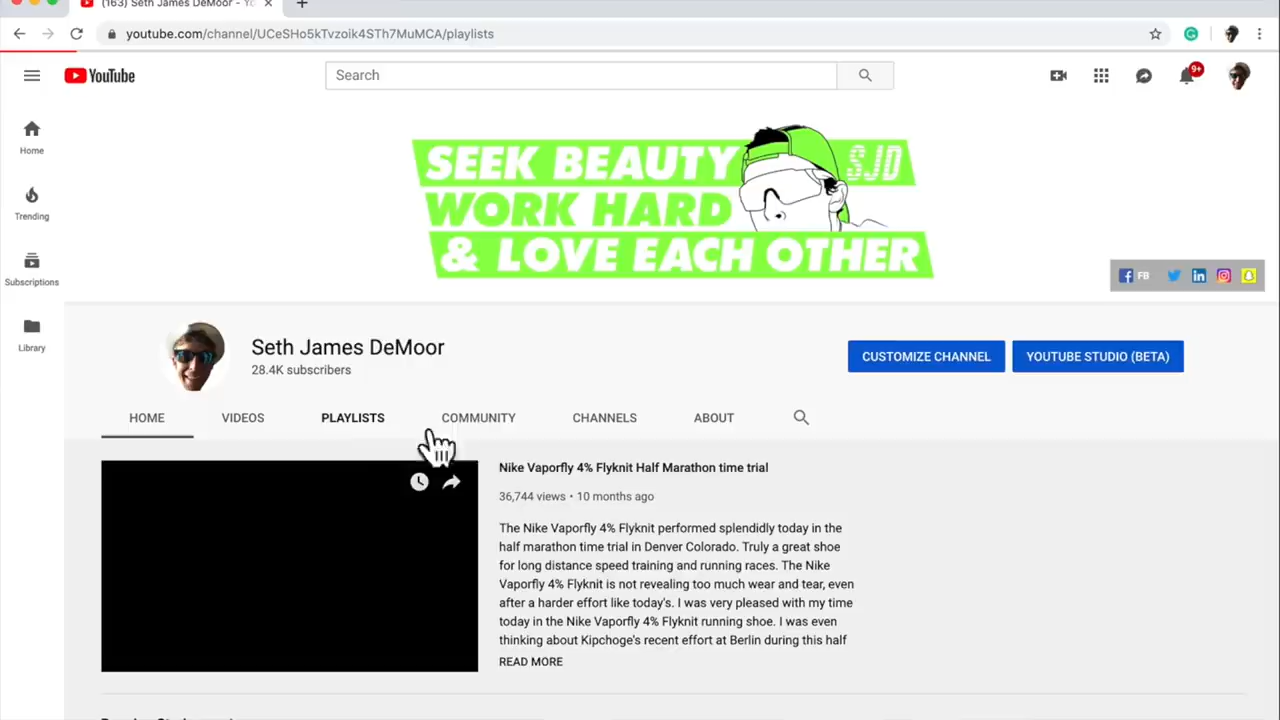 (163) Seth James DeMoor - Yo
youtube.com/channel/UCeSHo5kTvzoik4STh7MuMCA/playlists
YouTube
Search
9+
Home
Trending
Subscriptions
Library
SEEK BEAUTY SJD
WORK HARD
& LOVE EACH OTHER
FB
Seth James DeMoor
28.4K subscribers
CUSTOMIZE CHANNEL
YOUTUBE STUDIO (BETA)
HOME VIDEOS PLAYLISTS COMMUNITY CHANNELS ABOUT
Nike Vaporfly 4% Flyknit Half Marathon time trial
36,744 views • 10 months ago
The Nike Vaporfly 4% Flyknit performed splendidly today in the
half marathon time trial in Denver Colorado. Truly a great shoe
for long distance speed training and running races. The Nike
Vaporfly 4% Flyknit is not revealing too much wear and tear, even
after a harder effort like today's. I was very pleased with my time
today in the Nike Vaporfly 4% Flyknit running shoe. I was even
thinking about Kipchoge's recent effort at Berlin during this half
READ MORE